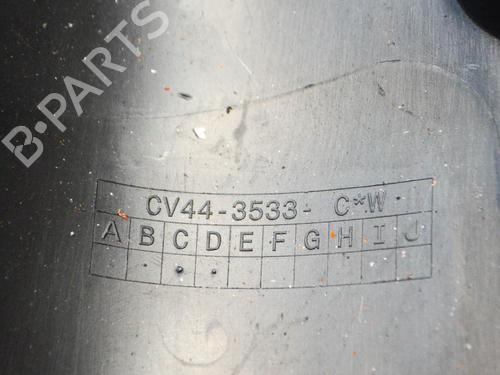 B-PARTS
CV44-3533- C*W
A B C D E F G H I J